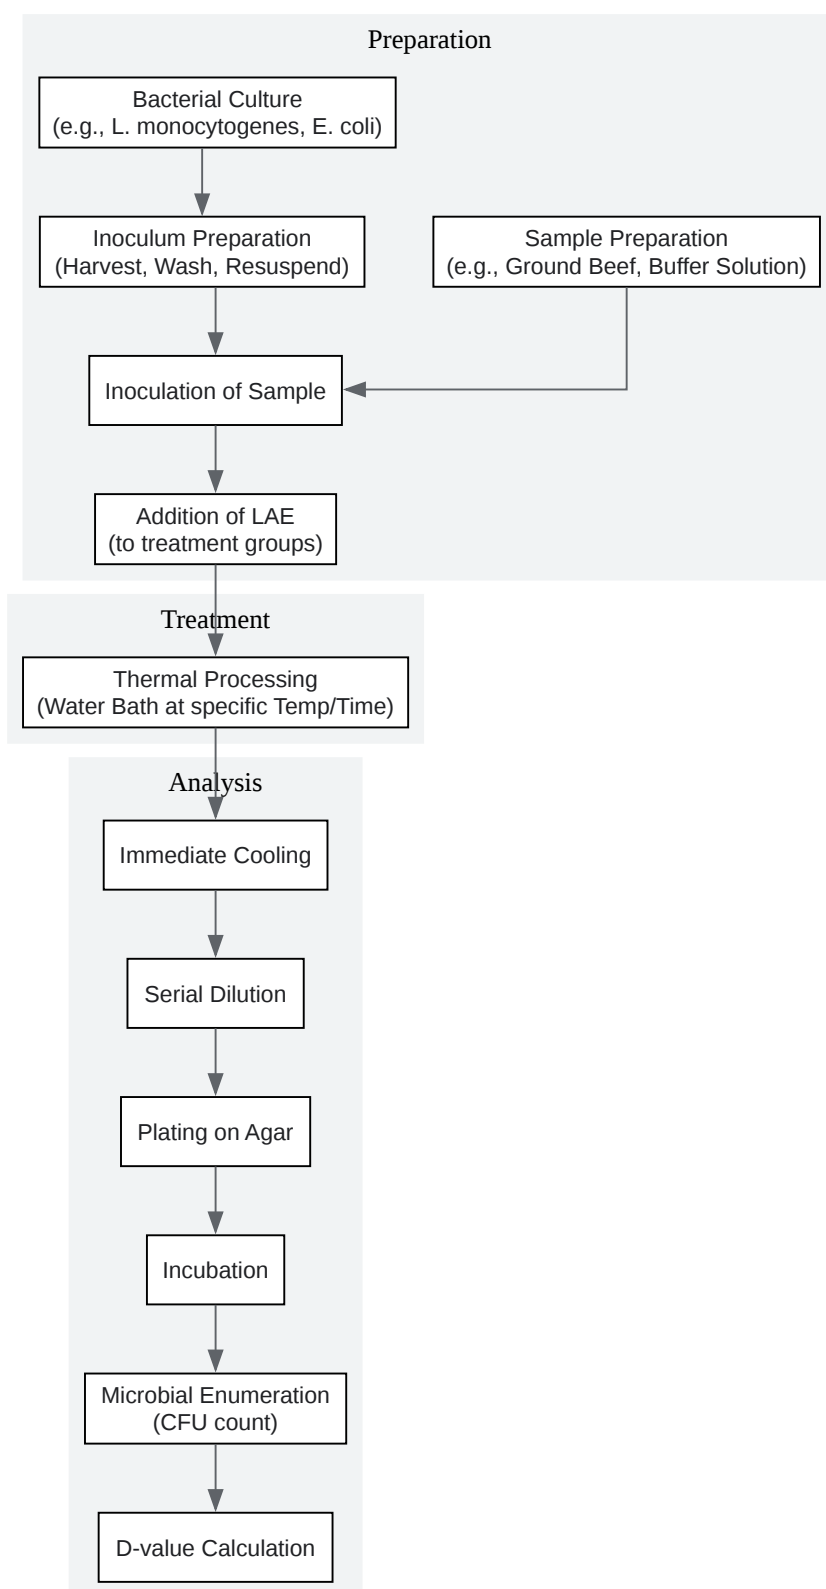 Preparation
Bacterial Culture
(e.g., L. monocytogenes, E. coli)
Inoculum Preparation
(Harvest, Wash, Resuspend)
Sample Preparation
(e.g., Ground Beef, Buffer Solution)
Inoculation of Sample
Addition of LAE
(to treatment groups)
Treatment
Thermal Processing
(Water Bath at specific Temp/Time)
Analysis
Immediate Cooling
Serial Dilution
Plating on Agar
Incubation
Microbial Enumeration
(CFU count)
D-value Calculation